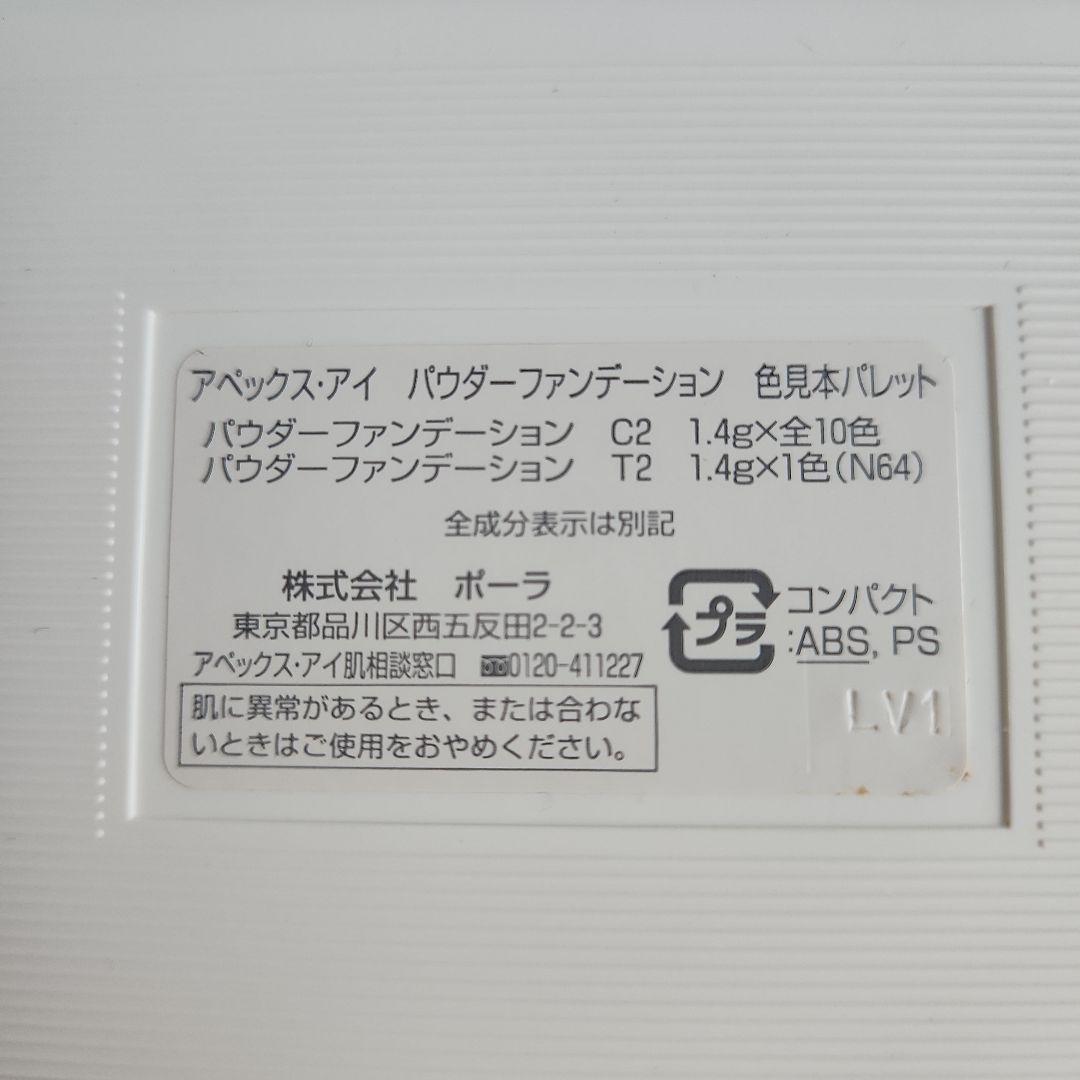 アペックス・アイ　パウダーファンデーション　色見本パレット
パウダーファンデーション　C2　1.4g×全10色
パウダーファンデーション　T2　1.4g×1色(N64)
全成分表示は別記
株式会社　ポーラ
東京都品川区西五反田2-2-3
アペックス・アイ肌相談窓口　0120-411227
肌に異常があるとき、または合わな
いときはご使用をおやめください。
プラ
コンパクト
:ABS, PS
LV1